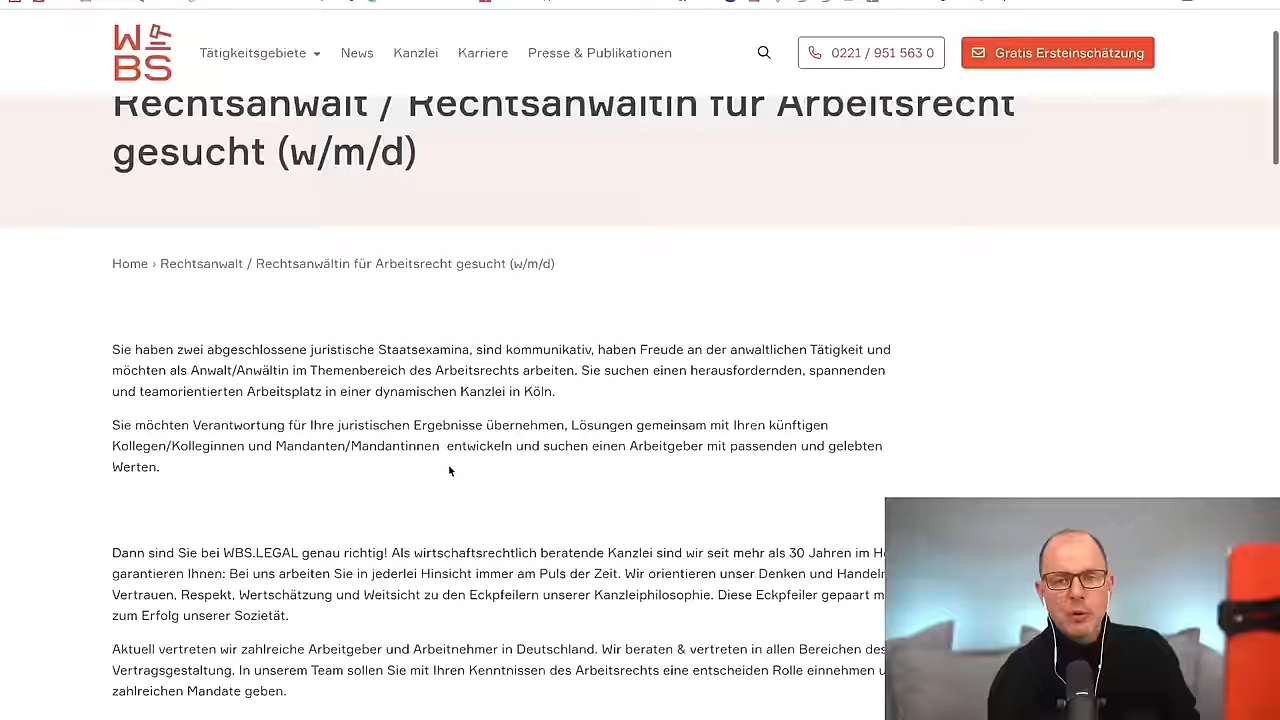 W
BS
Tätigkeitsgebiete
News
Kanzlei
Karriere
Presse & Publikationen
0221 / 951 563 0
Gratis Ersteinschätzung
Rechtsanwalt / Rechtsanwältin für Arbeitsrecht
gesucht (w/m/d)
Home › Rechtsanwalt / Rechtsanwältin für Arbeitsrecht gesucht (w/m/d)
Sie haben zwei abgeschlossene juristische Staatsexamina, sind kommunikativ, haben Freude an der anwaltlichen Tätigkeit und
möchten als Anwalt/Anwältin im Themenbereich des Arbeitsrechts arbeiten. Sie suchen einen herausfordernden, spannenden
und teamorientierten Arbeitsplatz in einer dynamischen Kanzlei in Köln.
Sie möchten Verantwortung für Ihre juristischen Ergebnisse übernehmen, Lösungen gemeinsam mit Ihren künftigen
Kollegen/Kolleginnen und Mandanten/Mandantinnen entwickeln und suchen einen Arbeitgeber mit passenden und gelebten
Werten.
Dann sind Sie bei WBS.LEGAL genau richtig! Als wirtschaftsrechtlich beratende Kanzlei sind wir seit mehr als 30 Jahren im
garantieren Ihnen: Bei uns arbeiten Sie in jederlei Hinsicht immer am Puls der Zeit. Wir orientieren unser Denken und Handeln
Vertrauen, Respekt, Wertschätzung und Weitsicht zu den Eckpfeilern unserer Kanzleiphilosophie. Diese Eckpfeiler gepaart
zum Erfolg unserer Sozietät.
Aktuell vertreten wir zahlreiche Arbeitgeber und Arbeitnehmer in Deutschland. Wir beraten & vertreten in allen Bereichen des
Vertragsgestaltung. In unserem Team sollen Sie mit Ihren Kenntnissen des Arbeitsrechts eine entscheiden Rolle einnehmen
zahlreichen Mandate geben.